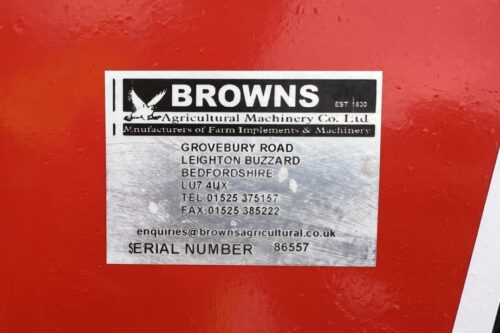 BROWNS
EST 1830
Agricultural Machinery Co. Ltd
Manufacturers of Farm Implements & Machinery
GROVEBURY ROAD
LEIGHTON BUZZARD
BEDFORDSHIRE
LU7 4UX
TEL:01525 375157
FAX:01525 385222
enquiries@brownsagricultural.co.uk
SERIAL NUMBER 86557